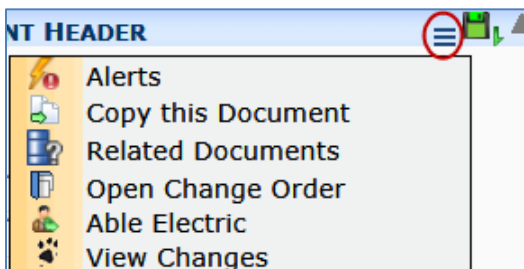 NT HEADER
Alerts
Copy this Document
Related Documents
Open Change Order
Able Electric
View Changes